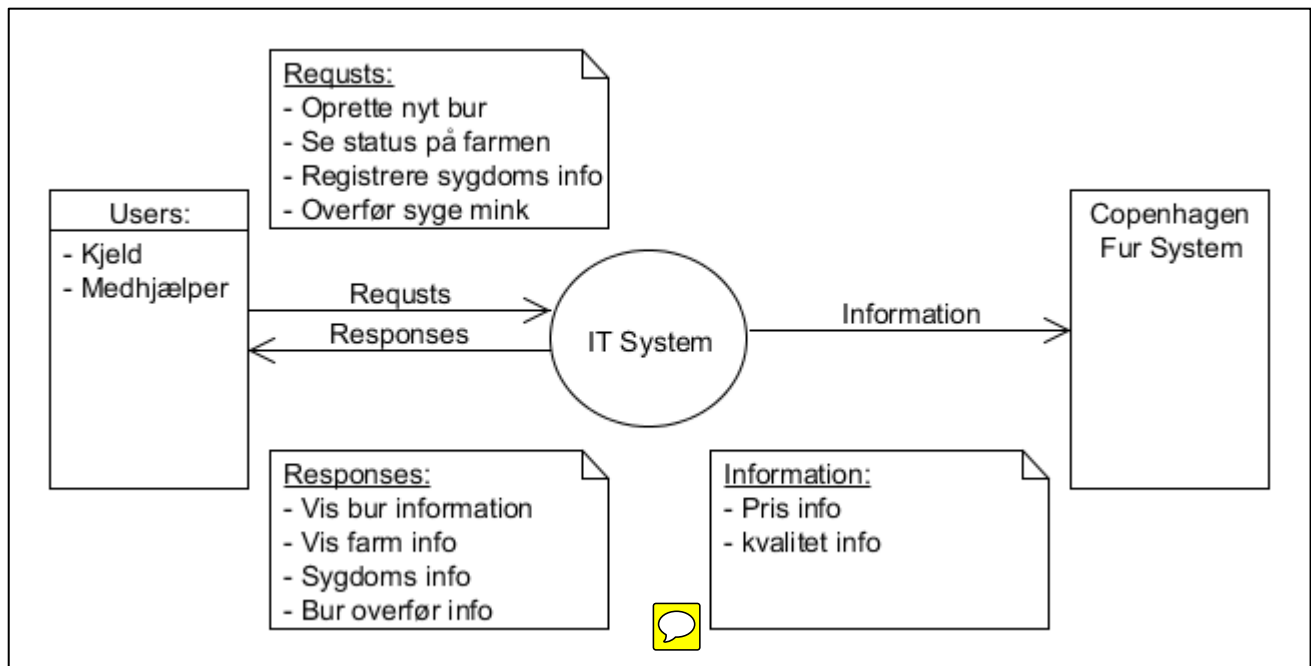 Requsts:
- Oprette nyt bur
- Se status på farmen
- Registrere sygdoms info
- Overfør syge mink
Users:
- Kjeld
- Medhjælper
Requsts
Responses
IT System
Information
Copenhagen
Fur System
Responses:
- Vis bur information
- Vis farm info
- Sygdoms info
- Bur overfør info
Information:
- Pris info
- kvalitet info